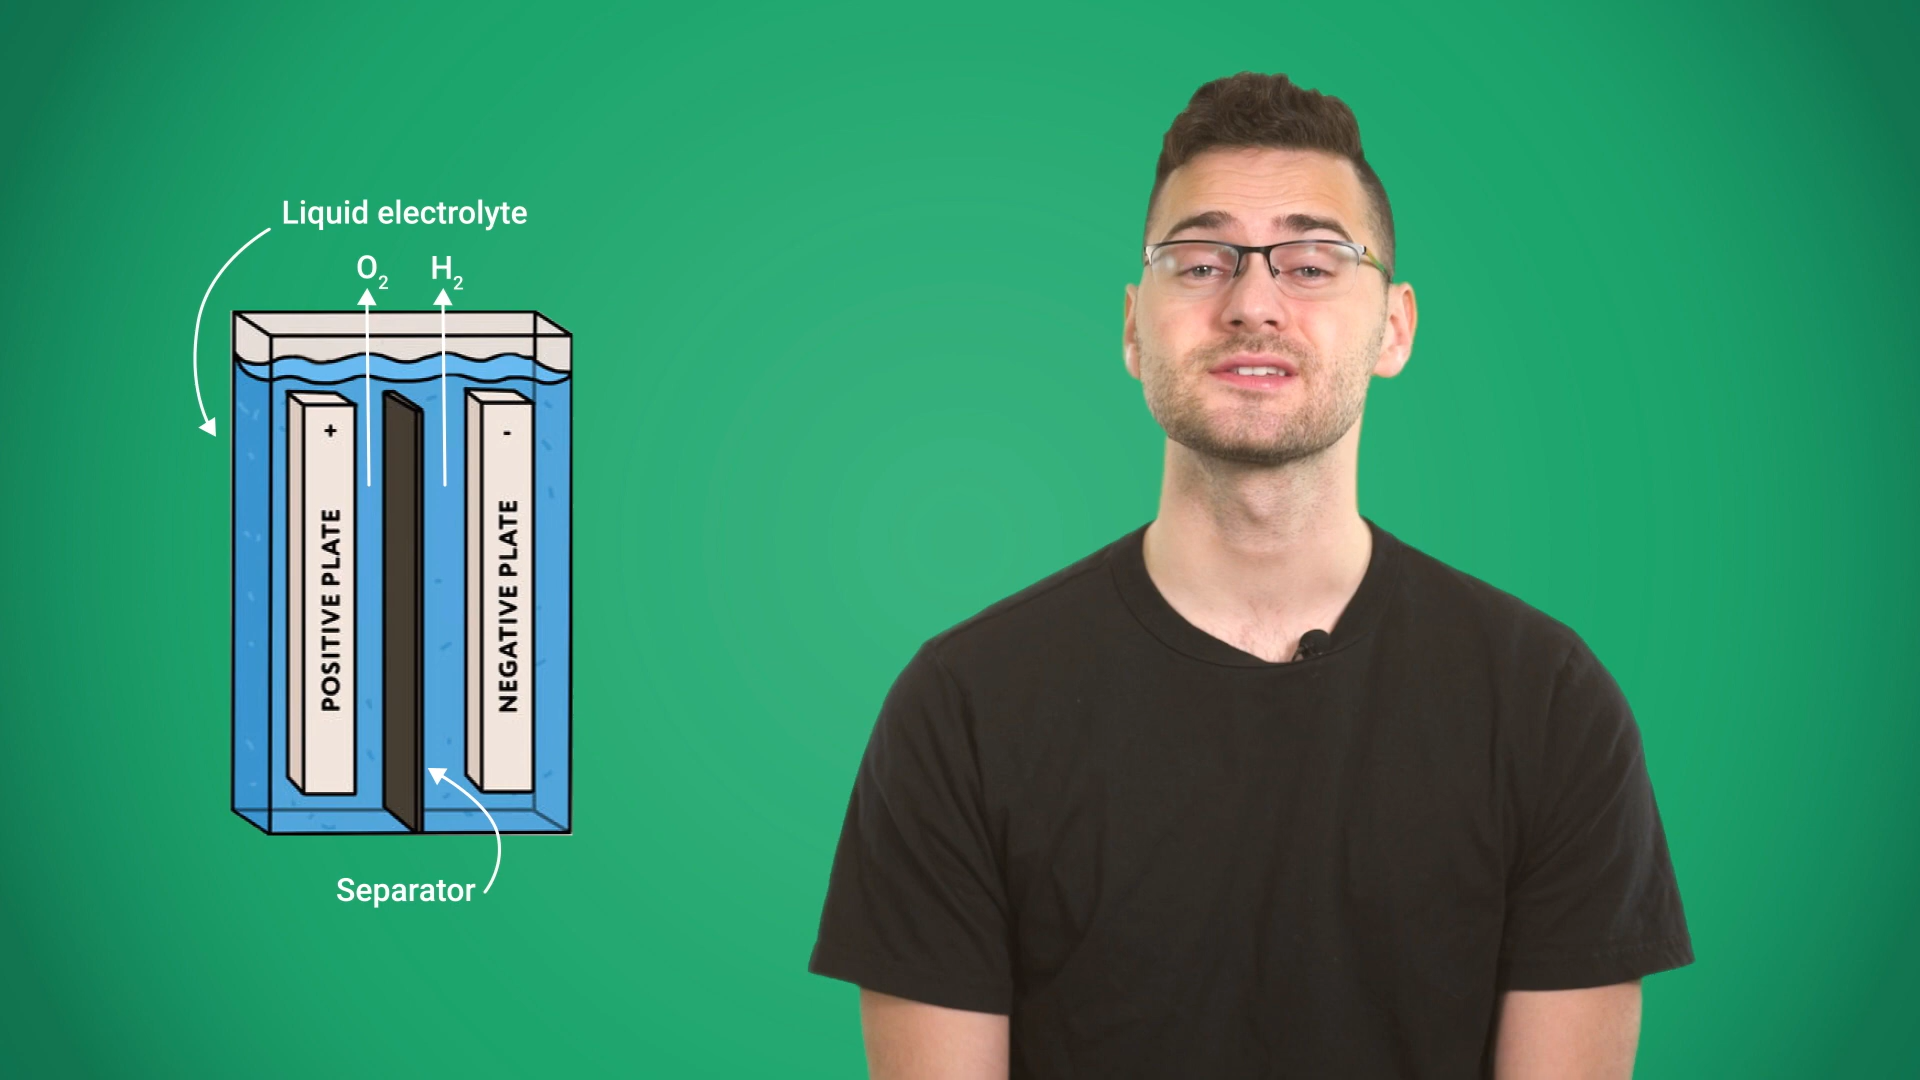 Liquid electrolyte
O₂ H₂
+ -
POSITIVE PLATE
NEGATIVE PLATE
Separator